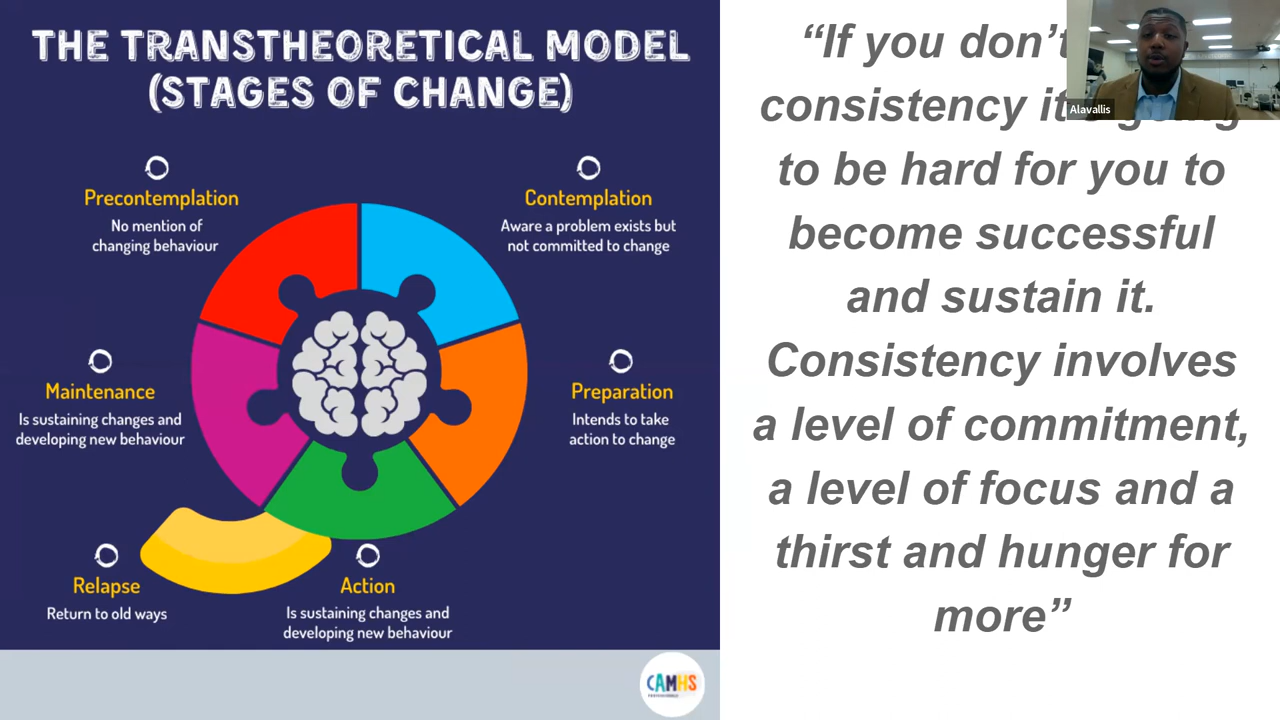 THE TRANSTHEORETICAL MODEL
(STAGES OF CHANGE)
Precontemplation
No mention of
changing behaviour
Contemplation
Aware a problem exists but
not committed to change
Maintenance
Is sustaining changes and
developing new behaviour
Preparation
Intends to take
action to change
Relapse
Return to old ways
Action
Is sustaining changes and
developing new behaviour
CAMHS
“If you don’t
consistency it
to be hard for you to
become successful
and sustain it.
Consistency involves
a level of commitment,
a level of focus and a
thirst and hunger for
more”
Alavallis